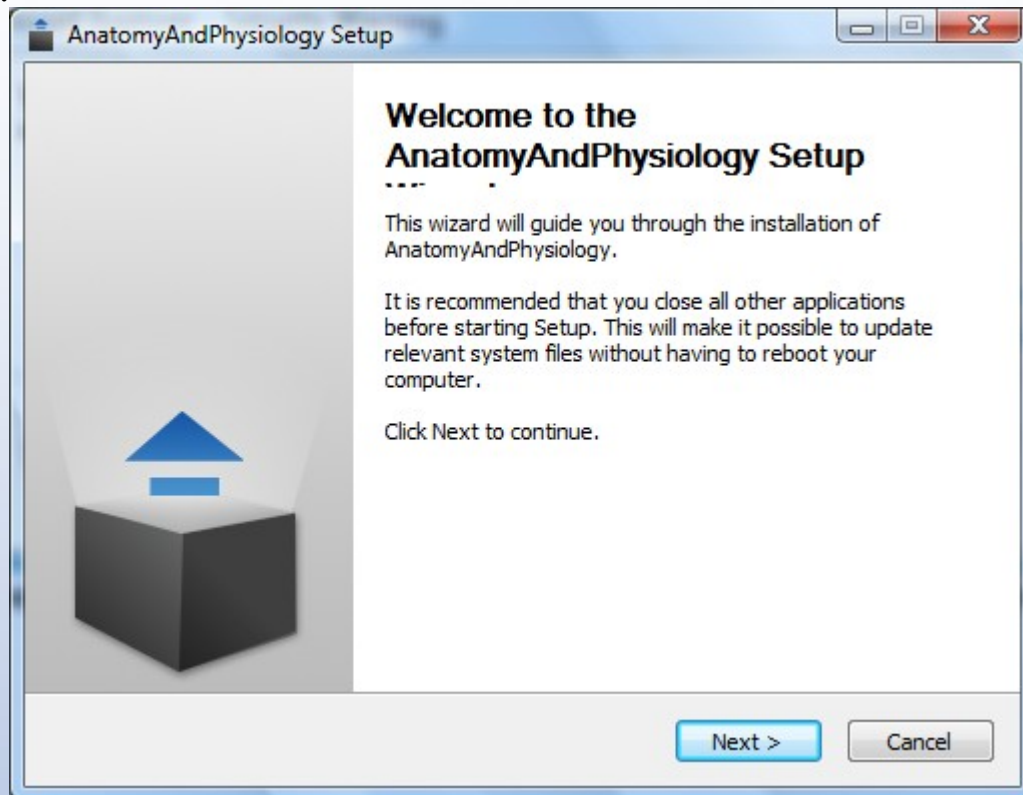 AnatomyAndPhysiology Setup
Welcome to the
AnatomyAndPhysiology Setup
This wizard will guide you through the installation of
AnatomyAndPhysiology.
It is recommended that you close all other applications
before starting Setup. This will make it possible to update
relevant system files without having to reboot your
computer.
Click Next to continue.
Next >
Cancel